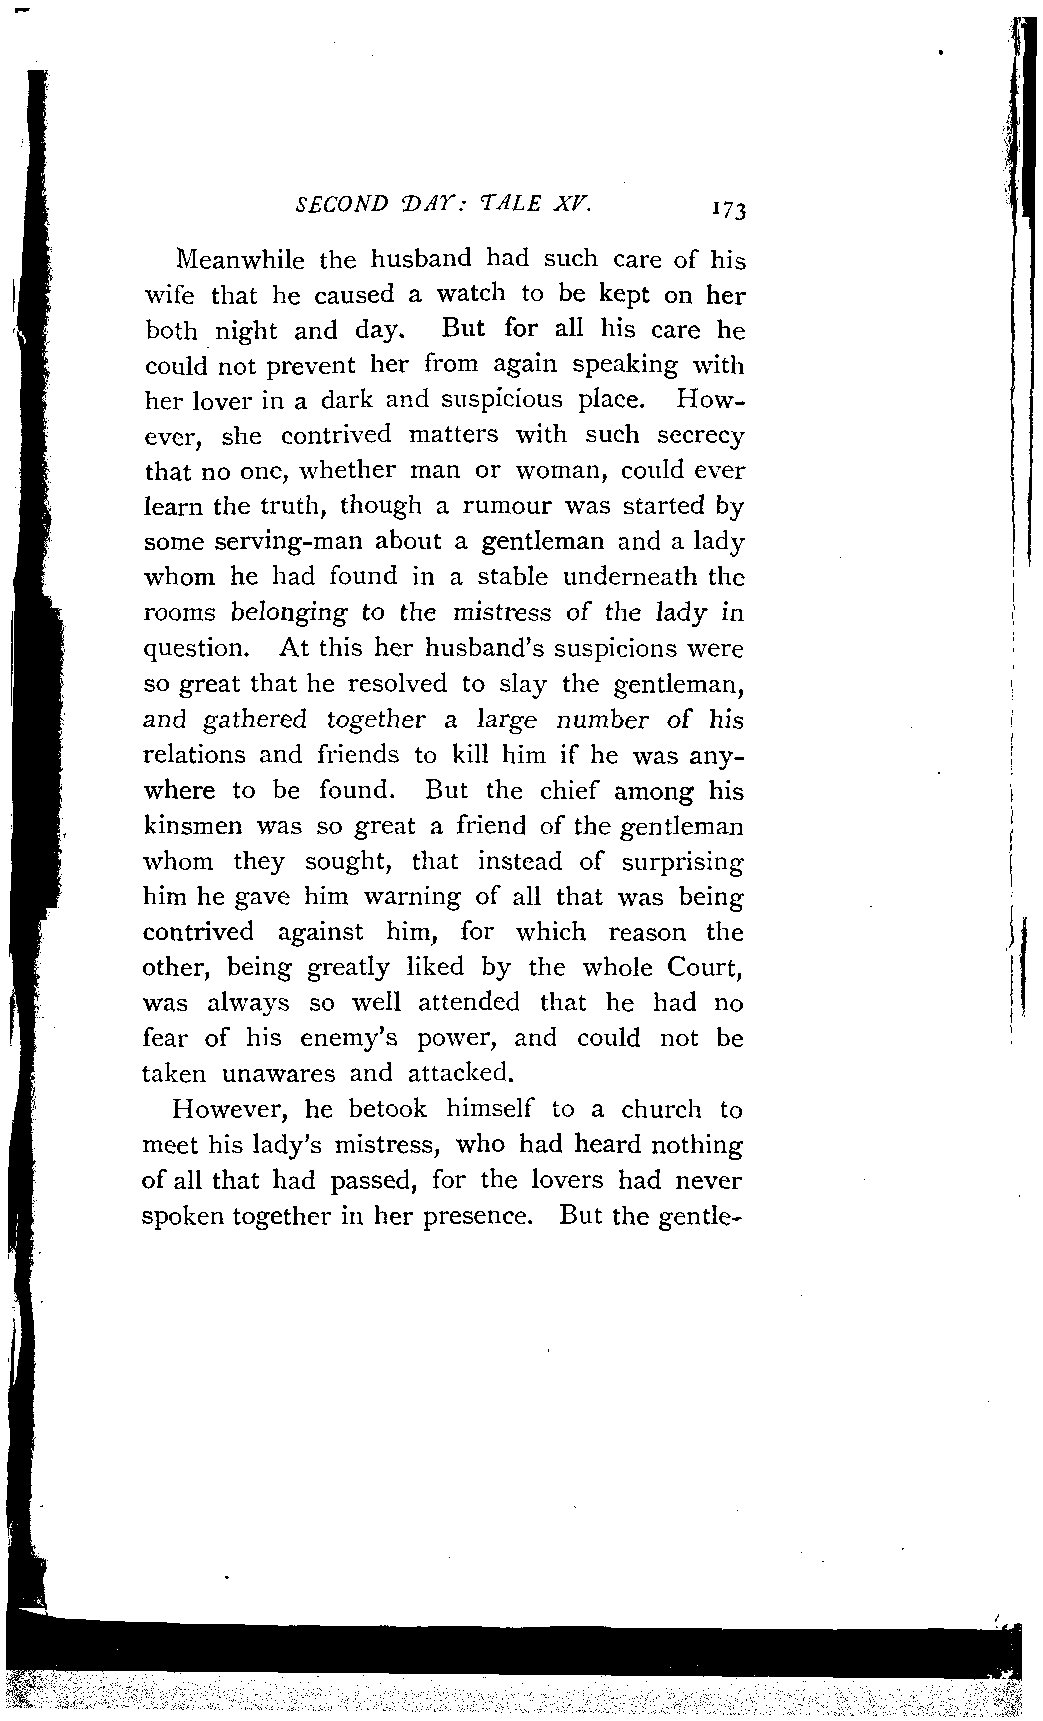 SECOND DAY: TALE XV. 173
Meanwhile the husband had such care of his
wife that he caused a watch to be kept on her
both night and day. But for all his care he
could not prevent her from again speaking with
her lover in a dark and suspicious place. How-
ever, she contrived matters with such secrecy
that no one, whether man or woman, could ever
learn the truth, though a rumour was started by
some serving-man about a gentleman and a lady
whom he had found in a stable underneath the
rooms belonging to the mistress of the lady in
question. At this her husband's suspicions were
so great that he resolved to slay the gentleman,
and gathered together a large number of his
relations and friends to kill him if he was any-
where to be found. But the chief among his
kinsmen was so great a friend of the gentleman
whom they sought, that instead of surprising
him he gave him warning of all that was being
contrived against him, for which reason the
other, being greatly liked by the whole Court,
was always so well attended that he had no
fear of his enemy's power, and could not be
taken unawares and attacked.
However, he betook himself to a church to
meet his lady's mistress, who had heard nothing
of all that had passed, for the lovers had never
spoken together in her presence. But the gentle-